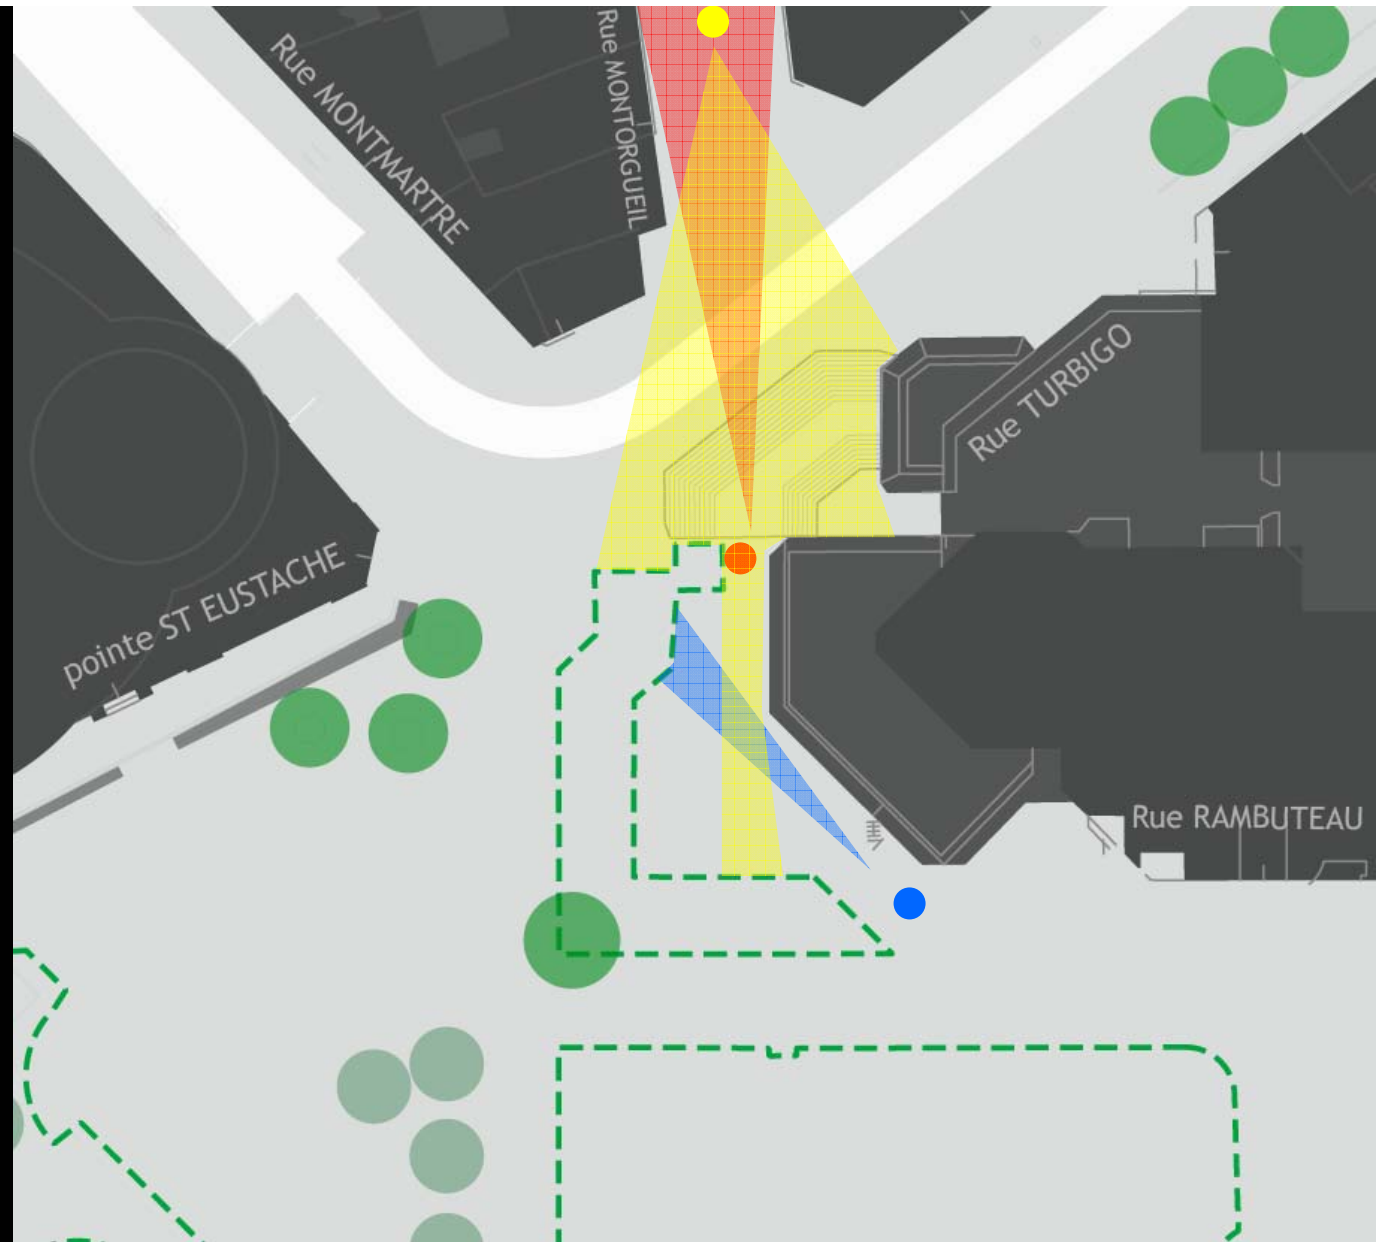 Rue MONTMARTRE
Rue MONTORGUEIL
Rue TURBIGO
pointe ST EUSTACHE
Rue RAMBUTEAU